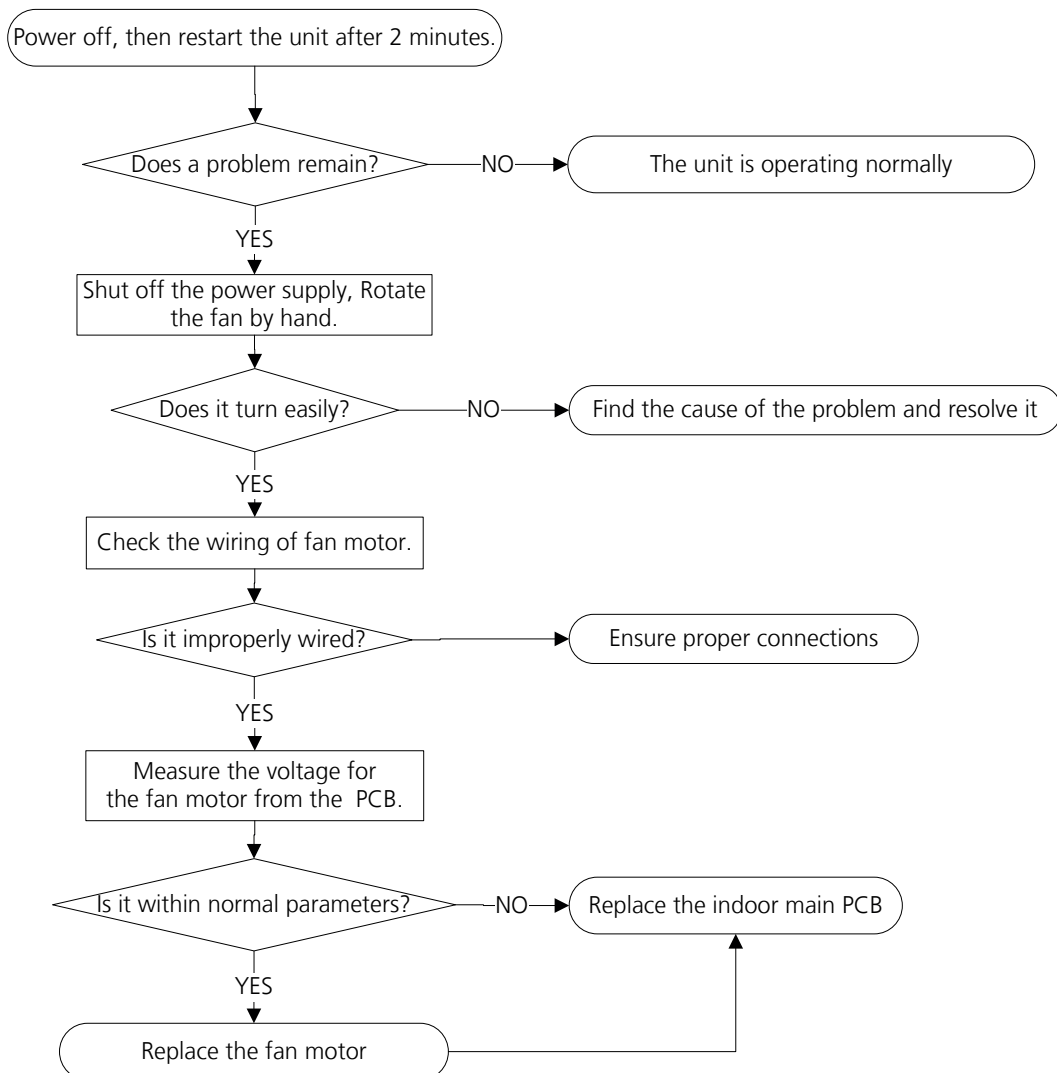 Power off, then restart the unit after 2 minutes.
Does a problem remain?
NO
The unit is operating normally
YES
Shut off the power supply, Rotate
the fan by hand.
Does it turn easily?
NO
Find the cause of the problem and resolve it
YES
Check the wiring of fan motor.
Is it improperly wired?
Ensure proper connections
YES
Measure the voltage for
the fan motor from the PCB.
Is it within normal parameters?
NO
Replace the indoor main PCB
YES
Replace the fan motor